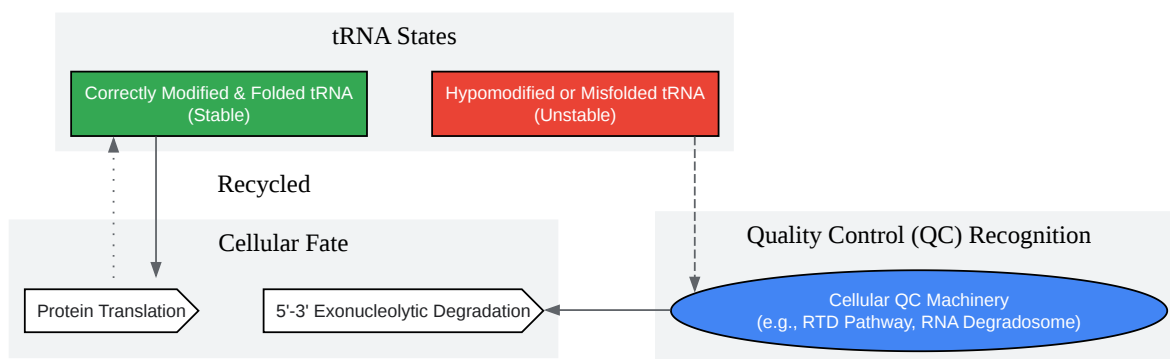 tRNA States
Correctly Modified & Folded tRNA
(Stable)
Hypomodified or Misfolded tRNA
(Unstable)
Recycled
Cellular Fate
Quality Control (QC) Recognition
Protein Translation
5'-3' Exonucleolytic Degradation
Cellular QC Machinery
(e.g., RTD Pathway, RNA Degradosome)